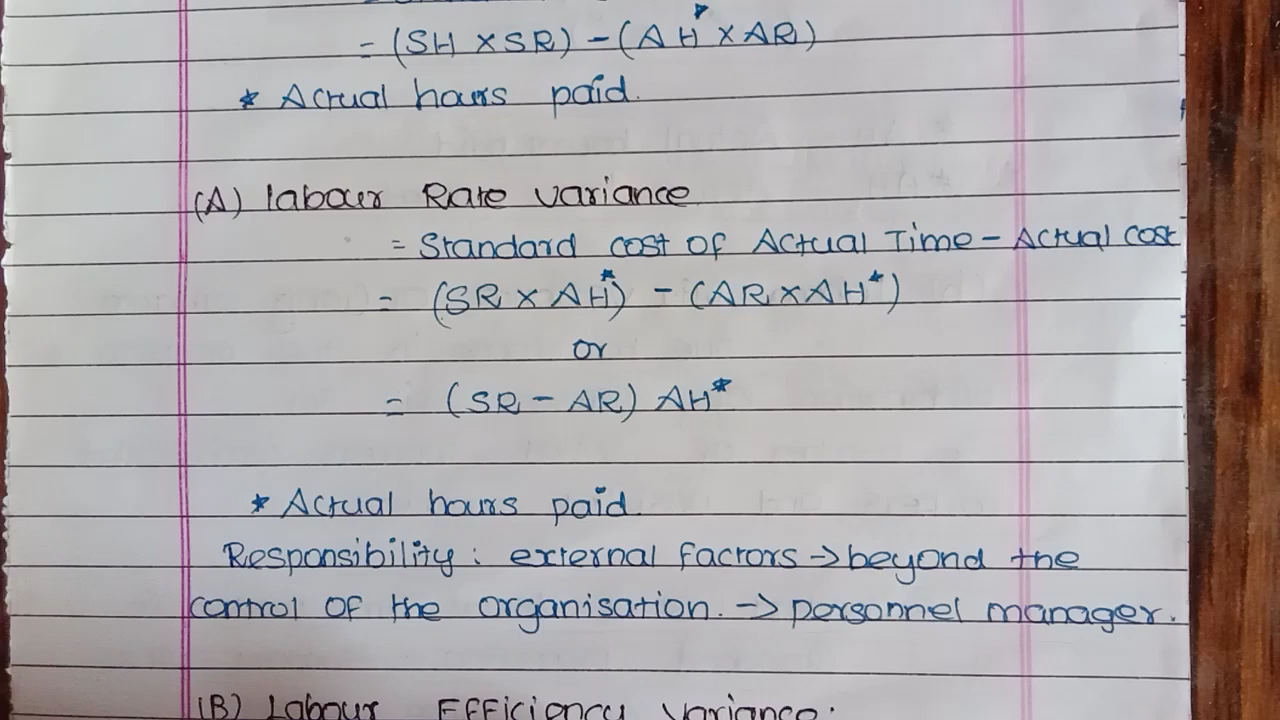 = (SH × SR) - (AH* × AR)
* Actual hours paid.
(A) labour Rate variance
= Standard cost of Actual Time - Actual cost
= (SR × AH*) - (AR × AH*)
or
= (SR - AR) AH*
* Actual hours paid
Responsibility : external factors → beyond the
control of the organisation. → personnel manager.
(B) Labour Efficiency variance: